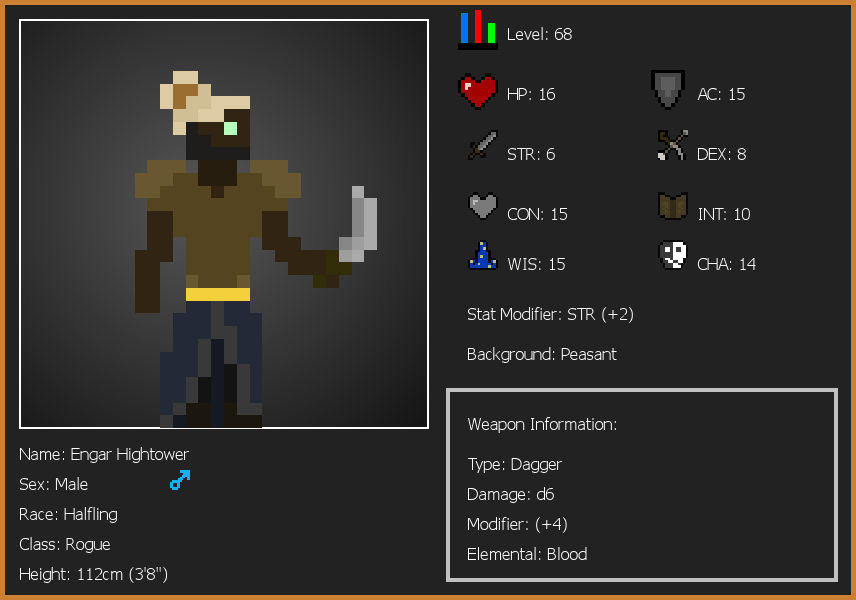 Level: 68
HP: 16
AC: 15
STR: 6
DEX: 8
CON: 15
INT: 10
WIS: 15
CHA: 14
Stat Modifier: STR (+2)
Background: Peasant
Weapon Information:
Type: Dagger
Damage: d6
Modifier: (+4)
Elemental: Blood
Name: Engar Hightower
Sex: Male
Race: Halfling
Class: Rogue
Height: 112cm (3'8")